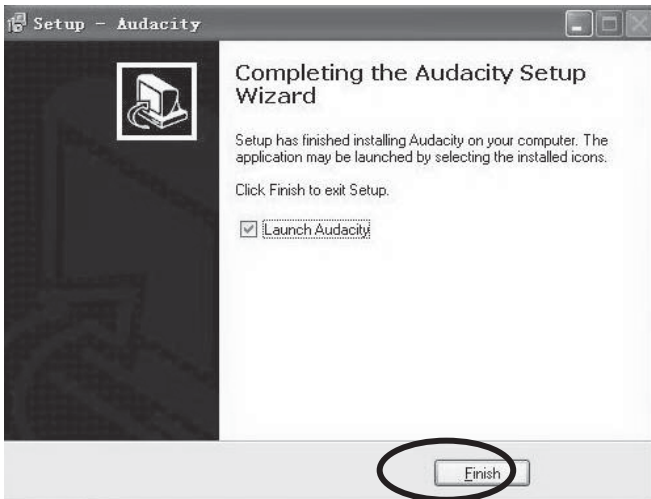 Setup - Audacity
Completing the Audacity Setup
Wizard
Setup has finished installing Audacity on your computer. The
application may be launched by selecting the installed icons.
Click Finish to exit Setup.
Launch Audacity
Finish